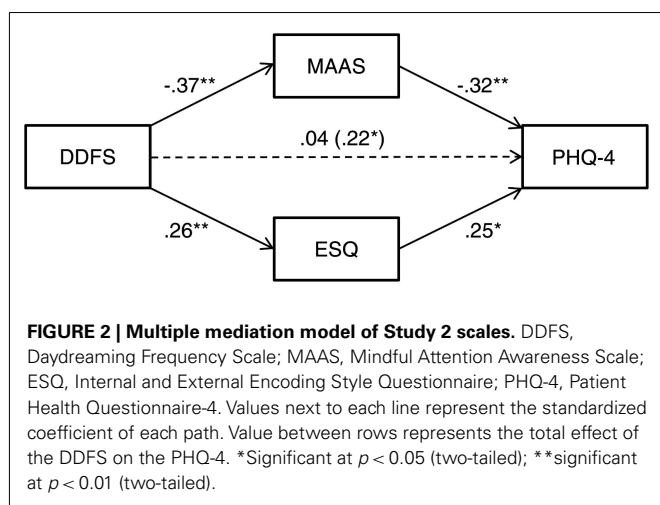 MAAS
-.37**
-.32**
DDFS
.04 (.22*)
PHQ-4
.26**
.25*
ESQ
FIGURE 2 | Multiple mediation model of Study 2 scales. DDFS,
Daydreaming Frequency Scale; MAAS, Mindful Attention Awareness Scale;
ESQ, Internal and External Encoding Style Questionnaire; PHQ-4, Patient
Health Questionnaire-4. Values next to each line represent the standardized
coefficient of each path. Value between rows represents the total effect of
the DDFS on the PHQ-4. *Significant at p < 0.05 (two-tailed); **significant
at p < 0.01 (two-tailed).